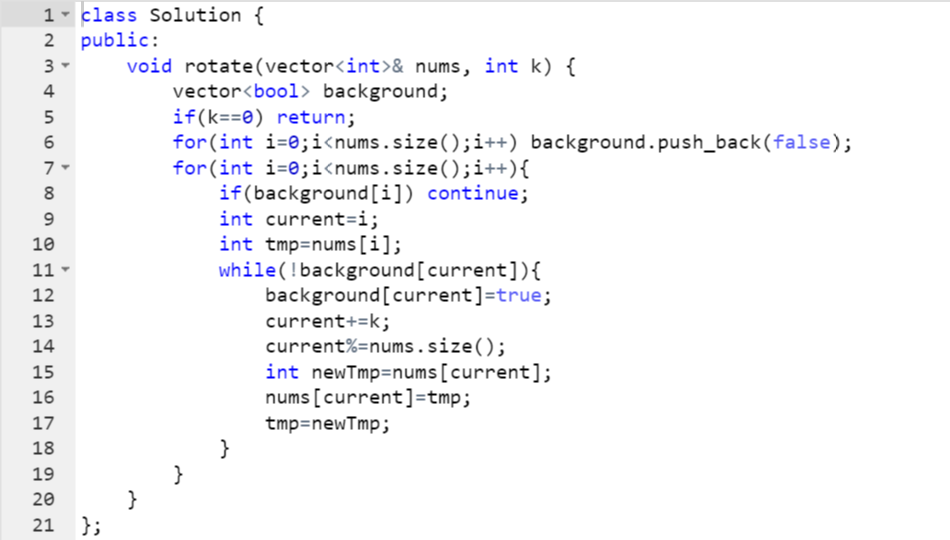 1 class Solution {
2 public:
3     void rotate(vector<int>& nums, int k) {
4         vector<bool> background;
5         if(k==0) return;
6         for(int i=0;i<nums.size();i++) background.push_back(false);
7         for(int i=0;i<nums.size();i++){
8             if(background[i]) continue;
9             int current=i;
10             int tmp=nums[i];
11             while(!background[current]){
12                 background[current]=true;
13                 current+=k;
14                 current%=nums.size();
15                 int newTmp=nums[current];
16                 nums[current]=tmp;
17                 tmp=newTmp;
18             }
19         }
20     }
21 };